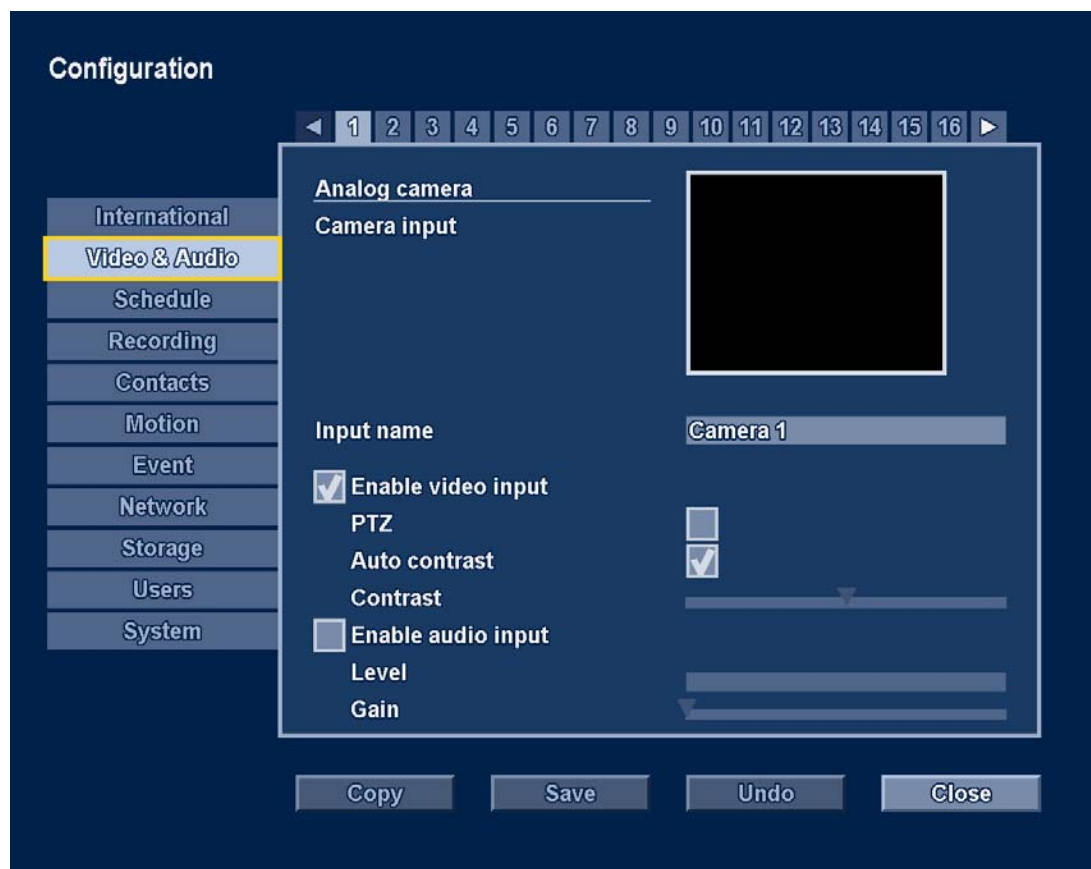 Configuration
1 2 3 4 5 6 7 8 9 10 11 12 13 14 15 16
International
Video & Audio
Schedule
Recording
Contacts
Motion
Event
Network
Storage
Users
System
Analog camera
Camera input
Input name Camera 1
Enable video input
PTZ
Auto contrast
Contrast
Enable audio input
Level
Gain
Copy Save Undo Close